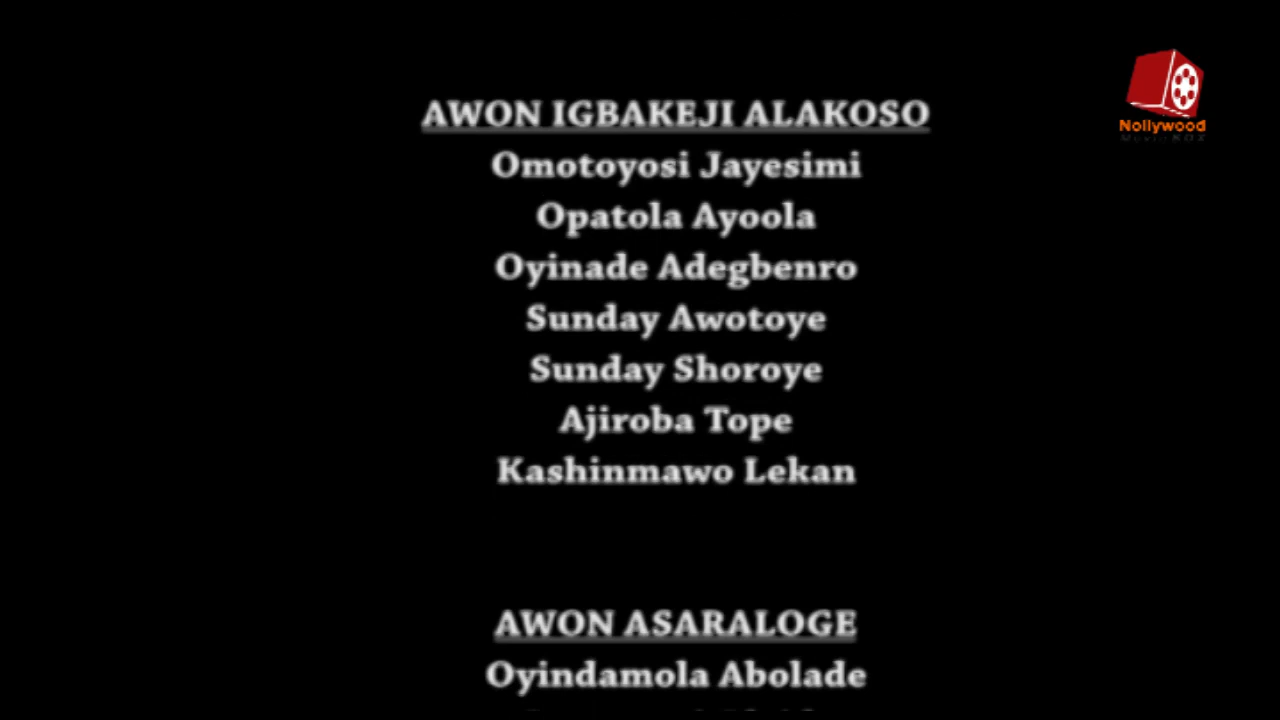 AWON IGBAKEJI ALAKOSO
Omotoyosi Jayesimi
Opatola Ayoola
Oyinade Adegbenro
Sunday Awotoye
Sunday Shoroye
Ajiroba Tope
Kashinmawo Lekan
AWON ASARALOGE
Oyindamola Abolade
Nollywood